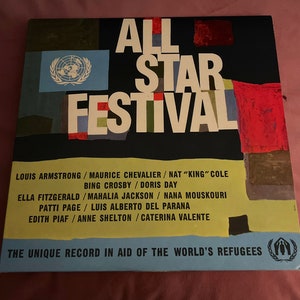 ALL
STAR
FESTIVAL
LOUIS ARMSTRONG / MAURICE CHEVALIER / NAT "KING" COLE
BING CROSBY / DORIS DAY
ELLA FITZGERALD / MAHALIA JACKSON / NANA MOUSKOURI
PATTI PAGE / LUIS ALBERTO DEL PARANA
EDITH PIAF / ANNE SHELTON / CATERINA VALENTE
THE UNIQUE RECORD IN AID OF THE WORLD'S REFUGEES